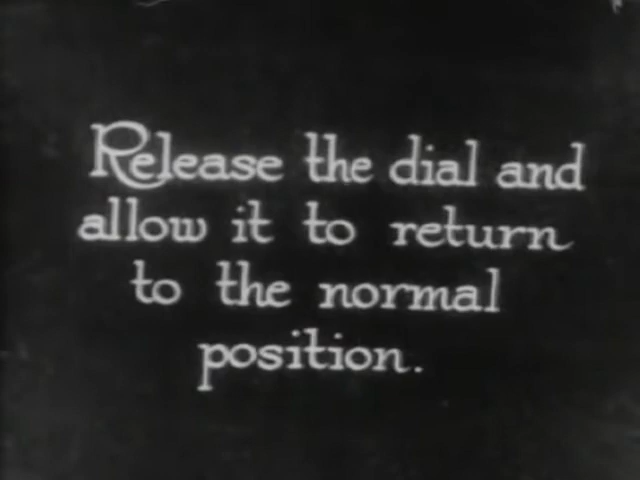 Release the dial and
allow it to return
to the normal
position.